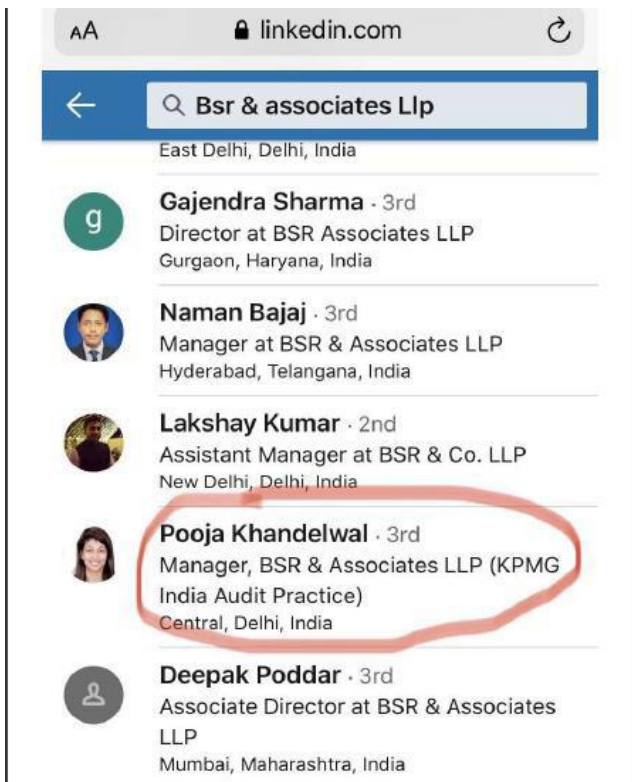 AA linkedin.com
Bsr & associates Llp
East Delhi, Delhi, India
g
Gajendra Sharma · 3rd
Director at BSR Associates LLP
Gurgaon, Haryana, India
Naman Bajaj · 3rd
Manager at BSR & Associates LLP
Hyderabad, Telangana, India
Lakshay Kumar · 2nd
Assistant Manager at BSR & Co. LLP
New Delhi, Delhi, India
Pooja Khandelwal · 3rd
Manager, BSR & Associates LLP (KPMG
India Audit Practice)
Central, Delhi, India
Deepak Poddar · 3rd
Associate Director at BSR & Associates
LLP
Mumbai, Maharashtra, India